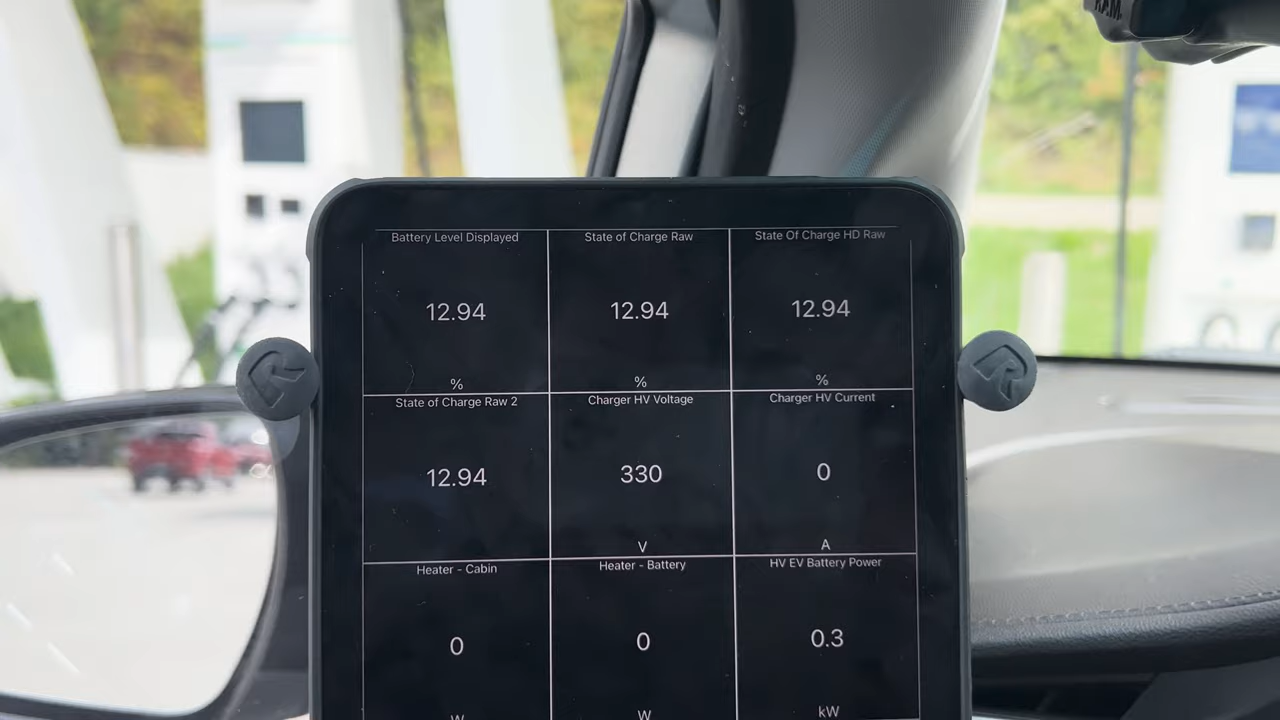 Battery Level Displayed
State of Charge Raw
State Of Charge HD Raw
12.94
12.94
12.94
%
%
%
State of Charge Raw 2
Charger HV Voltage
Charger HV Current
12.94
330
0
V
A
Heater - Cabin
Heater - Battery
HV EV Battery Power
0
0
0.3
W
W
kW